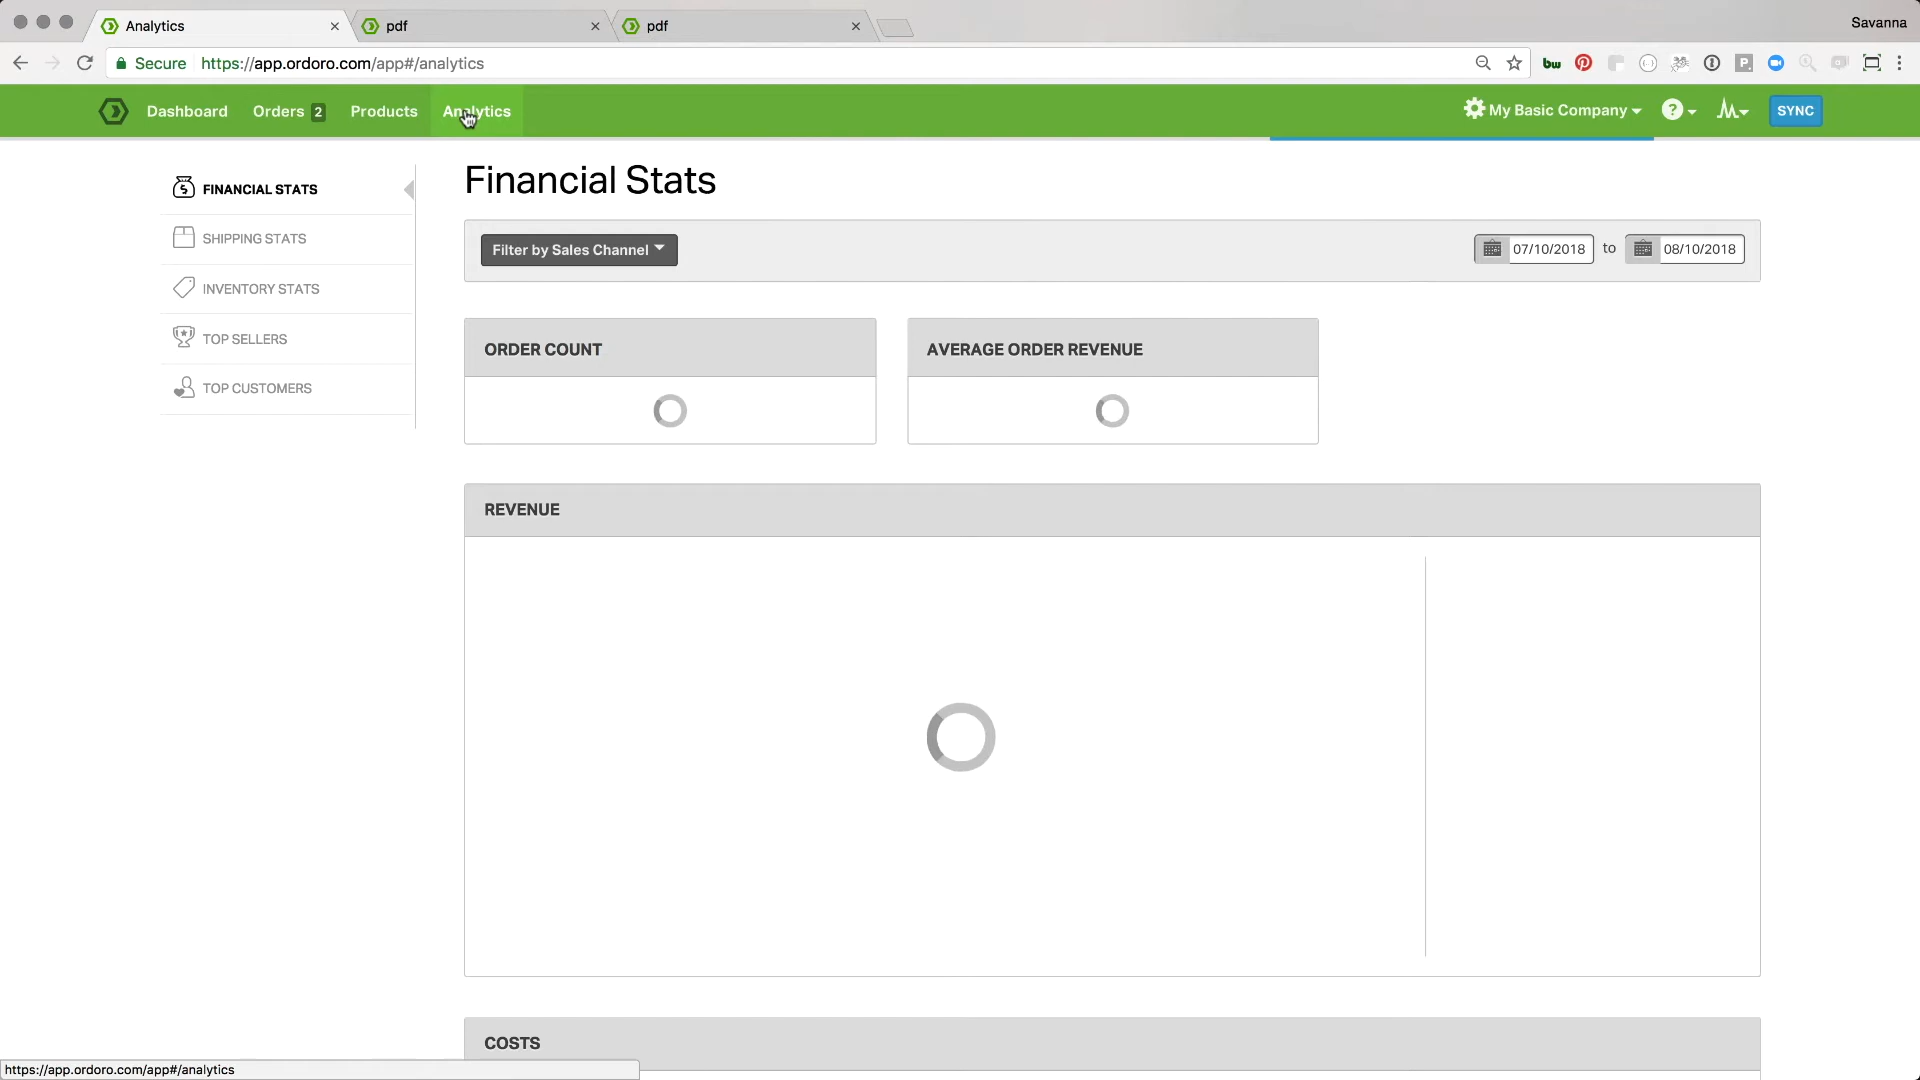 Analytics
pdf
pdf
Savanna
Secure https://app.ordoro.com/app#/analytics
Dashboard Orders 2 Products Analytics
My Basic Company ? SYNC
FINANCIAL STATS
SHIPPING STATS
INVENTORY STATS
TOP SELLERS
TOP CUSTOMERS
Financial Stats
Filter by Sales Channel
07/10/2018 to 08/10/2018
ORDER COUNT
AVERAGE ORDER REVENUE
REVENUE
COSTS
https://app.ordoro.com/app#/analytics